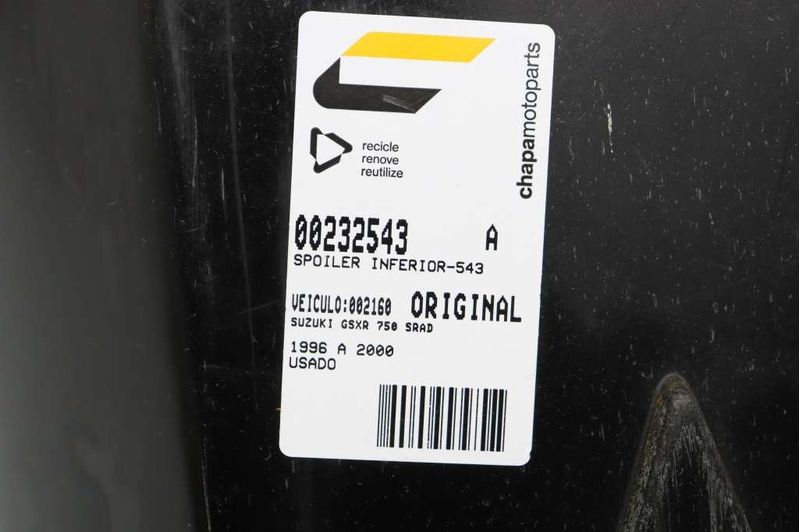 chapamotoparts
recicle
renove
reutilize
00232543 A
SPOILER INFERIOR-543
VEICULO:002160 ORIGINAL
SUZUKI GSXR 750 SRAD
1996 A 2000
USADO